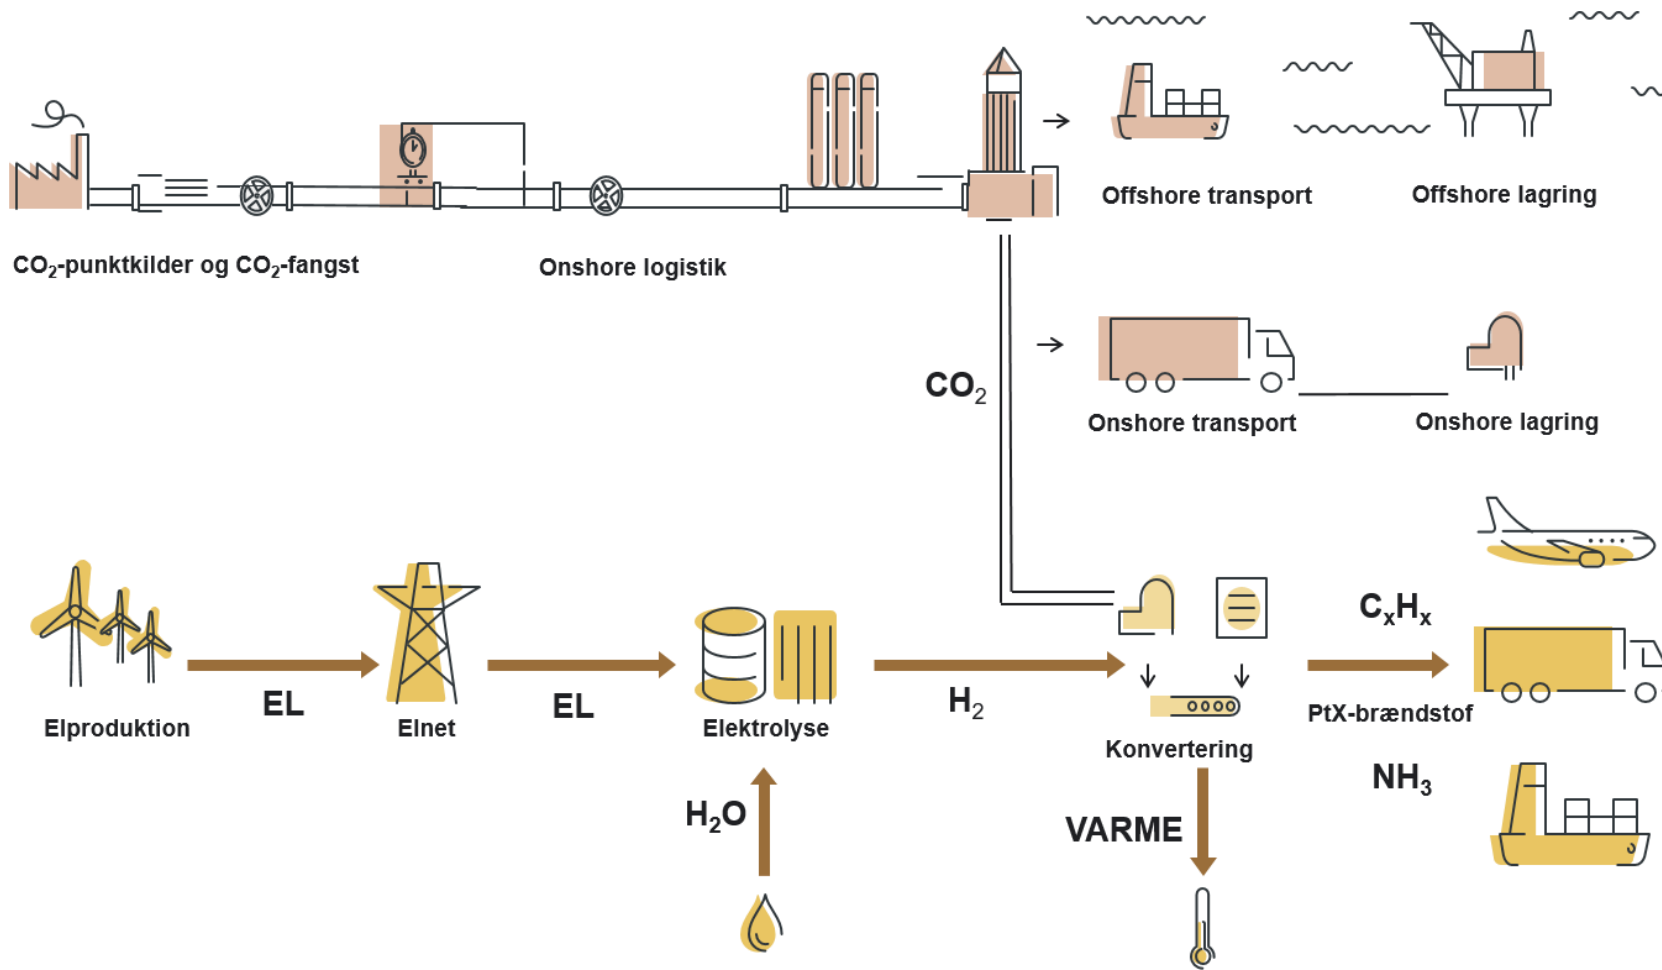 Offshore transport
Offshore lagring
CO₂-punktkilder og CO₂-fangst
Onshore logistik
CO₂
Onshore transport
Onshore lagring
CₓHₓ
EL
EL
H₂
PtX-brændstof
Elproduktion
Elnet
Elektrolyse
Konvertering
NH₃
H₂O
VARME